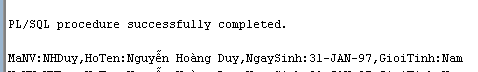 PL/SQL procedure successfully completed.
MaNV:NHDuy,HoTen:Nguyễn Hoàng Duy,NgaySinh:31-JAN-97,GioiTinh:Nam